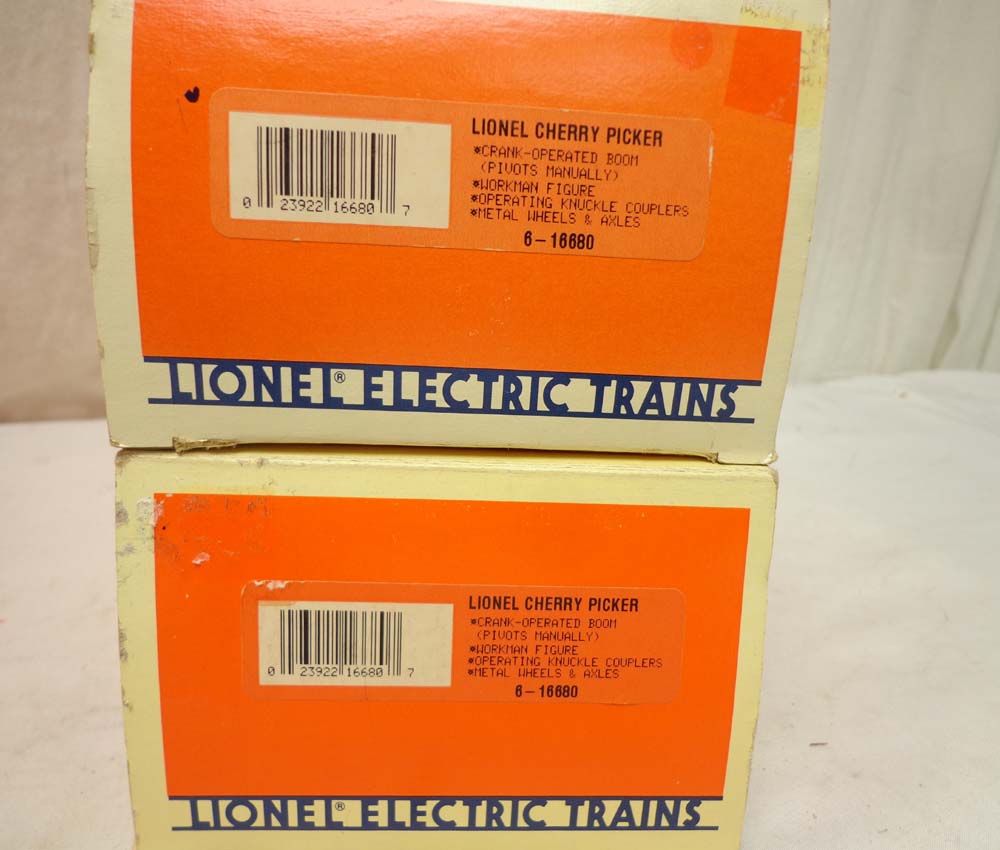 LIONEL CHERRY PICKER
*CRANK-OPERATED BOOM
(PIVOTS MANUALLY)
*WORKMAN FIGURE
*OPERATING KNUCKLE COUPLERS
*METAL WHEELS & AXLES
6-16680
0 23922 16680 7
LIONEL® ELECTRIC TRAINS
LIONEL CHERRY PICKER
*CRANK-OPERATED BOOM
(PIVOTS MANUALLY)
*WORKMAN FIGURE
*OPERATING KNUCKLE COUPLERS
*METAL WHEELS & AXLES
6-16680
0 23922 16680 7
LIONEL® ELECTRIC TRAINS